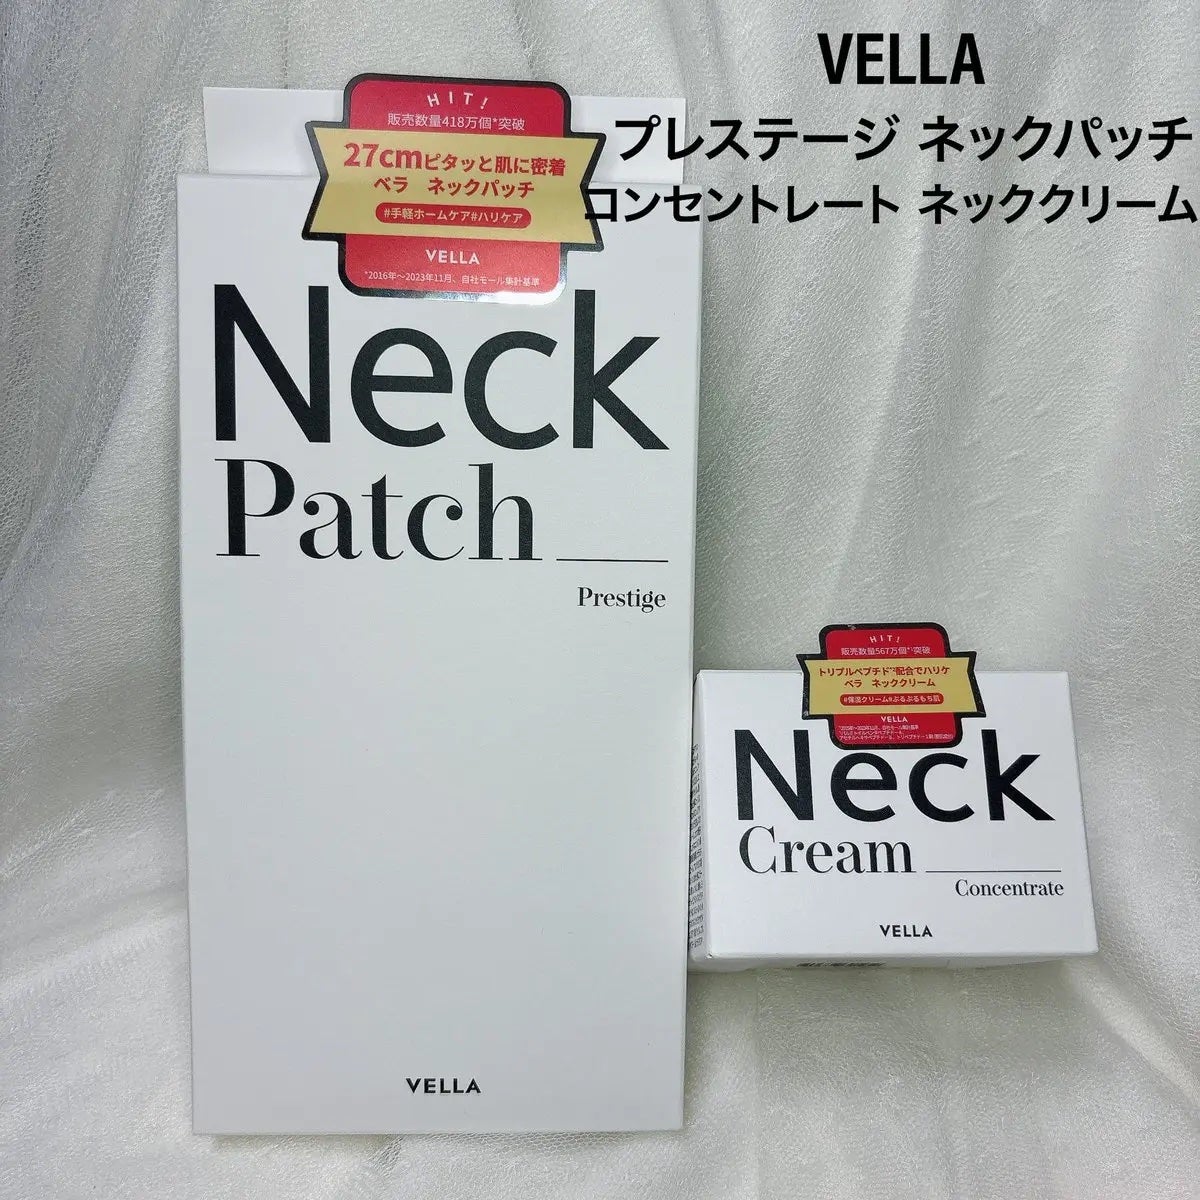 VELLA
プレステージ ネックパッチ
コンセントレート ネッククリーム
HIT!
販売数量418万個*突破
27cmピタッと肌に密着
ベラ ネックパッチ
#手軽ホームケア#ハリケア
VELLA
*2016年～2023年11月、自社モール集計基準
Neck
Patch
Prestige
VELLA
HIT!
販売数量567万個*¹突破
トリプルペプチド*²配合でハリケ
ベラ ネッククリーム
#保湿クリーム#ぷるぷるもち肌
VELLA
Neck
Cream
Concentrate
VELLA